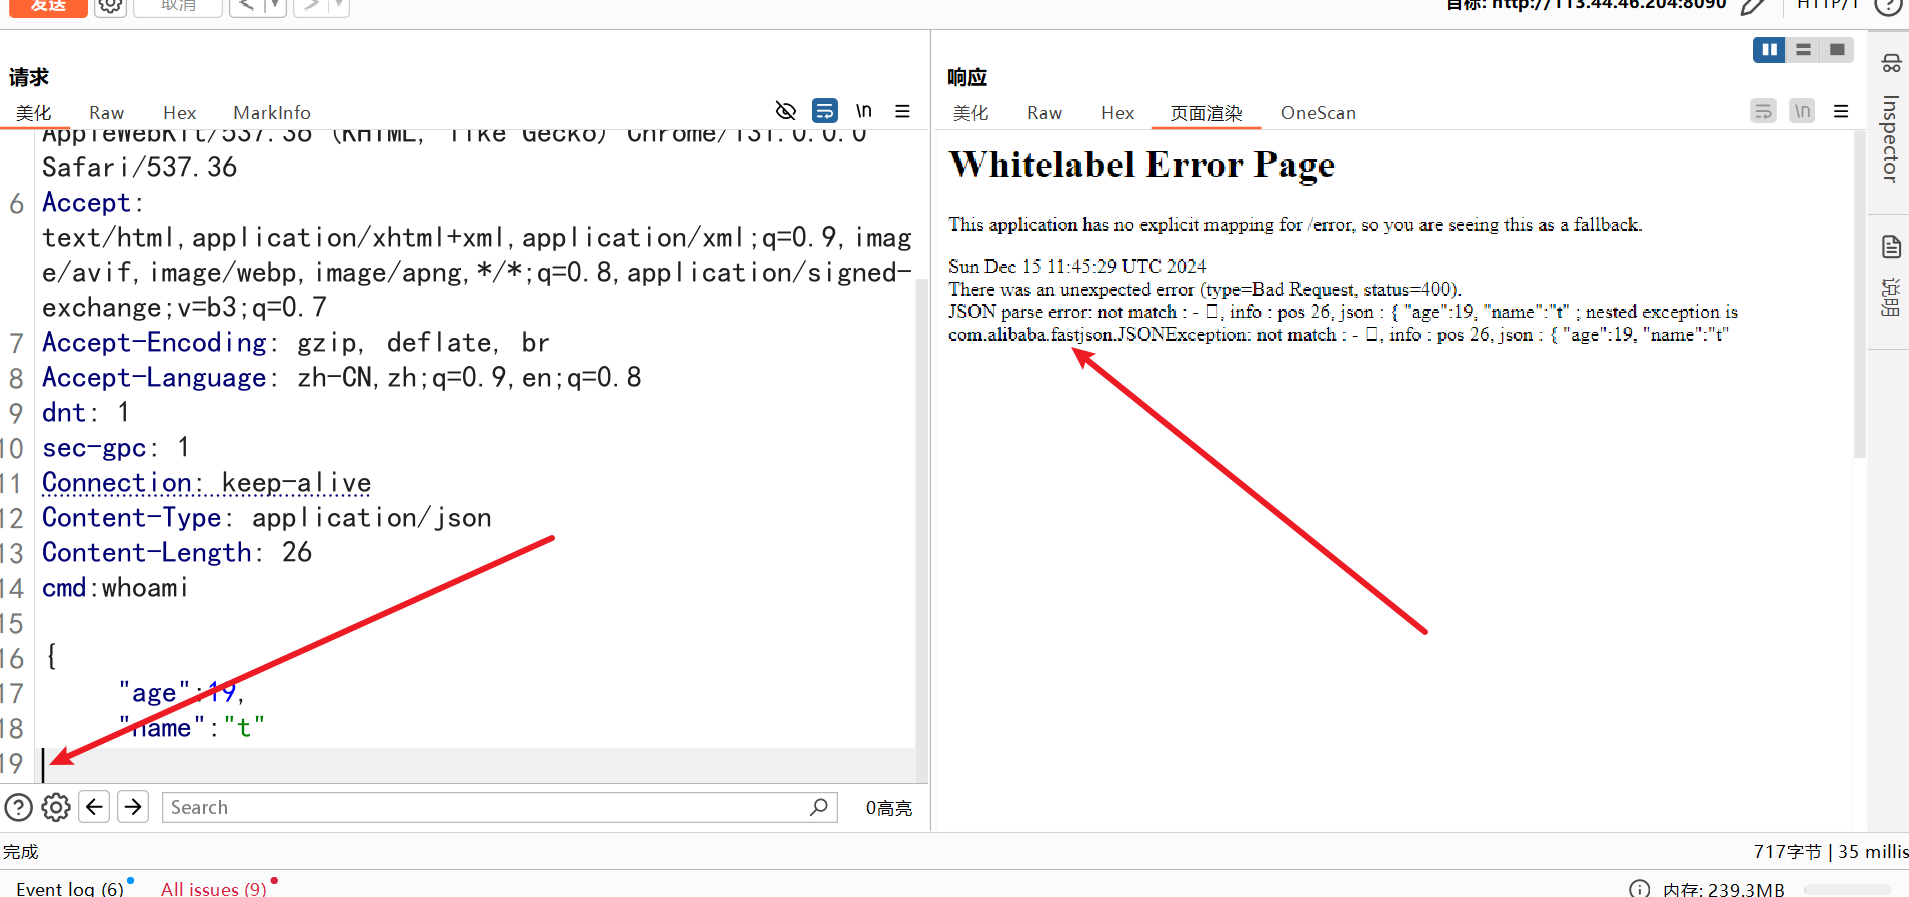 发送
取消
目标: http://113.44.46.204:8090
HTTP/1
请求
美化 Raw Hex MarkInfo
\n
AppleWebKit/537.36 (KHTML, like Gecko) Chrome/131.0.0.0
Safari/537.36
6 Accept:
text/html,application/xhtml+xml,application/xml;q=0.9,imag
e/avif,image/webp,image/apng,*/*;q=0.8,application/signed-
exchange;v=b3;q=0.7
7 Accept-Encoding: gzip, deflate, br
8 Accept-Language: zh-CN,zh;q=0.9,en;q=0.8
9 dnt: 1
10 sec-gpc: 1
11 Connection: keep-alive
12 Content-Type: application/json
13 Content-Length: 26
14 cmd:whoami
15
16 {
17 "age":19,
18 "name":"t"
19
Search
0高亮
响应
美化 Raw Hex 页面渲染 OneScan
\n
Whitelabel Error Page
This application has no explicit mapping for /error, so you are seeing this as a fallback.
Sun Dec 15 11:45:29 UTC 2024
There was an unexpected error (type=Bad Request, status=400).
JSON parse error: not match : - , info : pos 26, json : { "age":19, "name":"t" ; nested exception is
com.alibaba.fastjson.JSONException: not match : - , info : pos 26, json : { "age":19, "name":"t"
Inspector
说明
完成
717字节 | 35 millis
Event log (6) All issues (9)
内存: 239.3MB